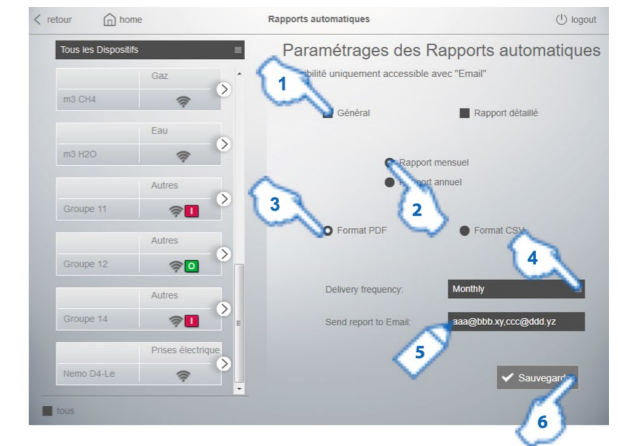 retour
home
Rapports automatiques
logout
Tous les Dispositifs
Paramétrages des Rapports automatiques
uniquement accessible avec "Email"
Gaz
m3 CH4
1
Général
Rapport détaillé
Eau
m3 H2O
Rapport mensuel
annuel
2
Autres
Groupe 11
I
3
Format PDF
Format CSV
4
Autres
Groupe 12
O
Delivery frequency:
Monthly
Autres
Groupe 14
I
Send report to Email:
aaa@bbb.xy,ccc@ddd.yz
5
Prises électrique
Nemo D4-Le
Sauvegard
6
tous